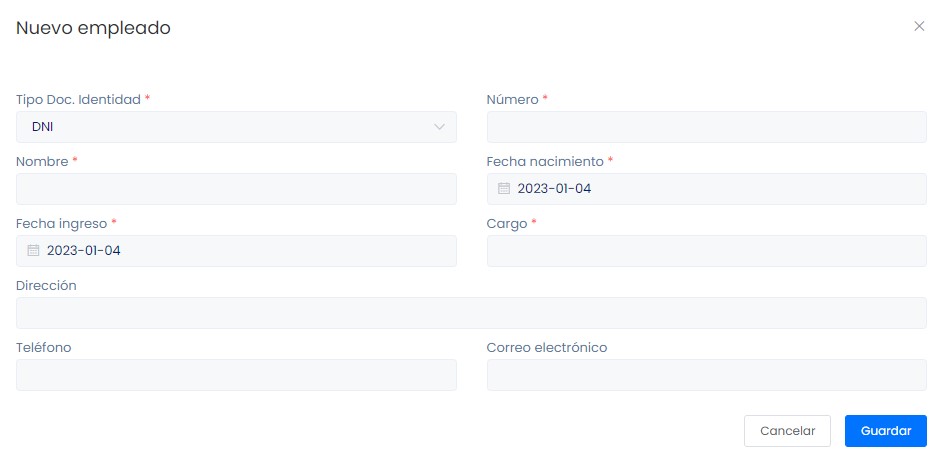 Nuevo empleado
Tipo Doc. Identidad *
Número *
DNI
Nombre *
Fecha nacimiento *
2023-01-04
Fecha ingreso *
Cargo *
2023-01-04
Dirección
Teléfono
Correo electrónico
Cancelar
Guardar